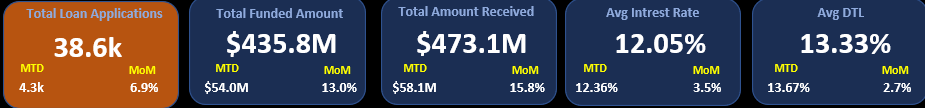 Total Loan Applications
38.6k
MTD MoM
4.3k 6.9%
Total Funded Amount
$435.8M
MTD MoM
$54.0M 13.0%
Total Amount Received
$473.1M
MTD MoM
$58.1M 15.8%
Avg Intrest Rate
12.05%
MTD MoM
12.36% 3.5%
Avg DTL
13.33%
MTD MoM
13.67% 2.7%